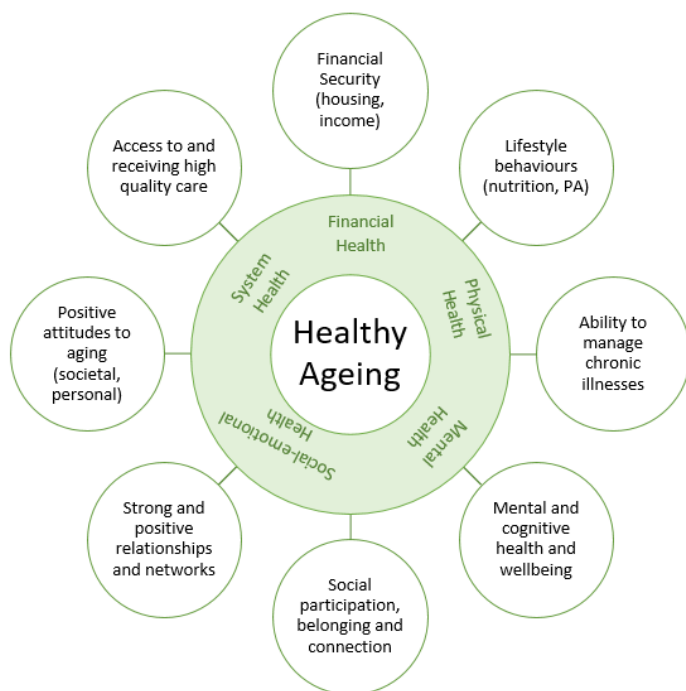 Financial
Security
(housing,
income)
Lifestyle
behaviours
(nutrition, PA)
Ability to
manage
chronic
illnesses
Mental and
cognitive
health and
wellbeing
Social
participation,
belonging and
connection
Strong and
positive
relationships
and networks
Positive
attitudes to
aging
(societal,
personal)
Access to and
receiving high
quality care
Financial
Health
Physical
Health
Mental
Health
Social-emotional
Health
System
Health
Healthy
Ageing